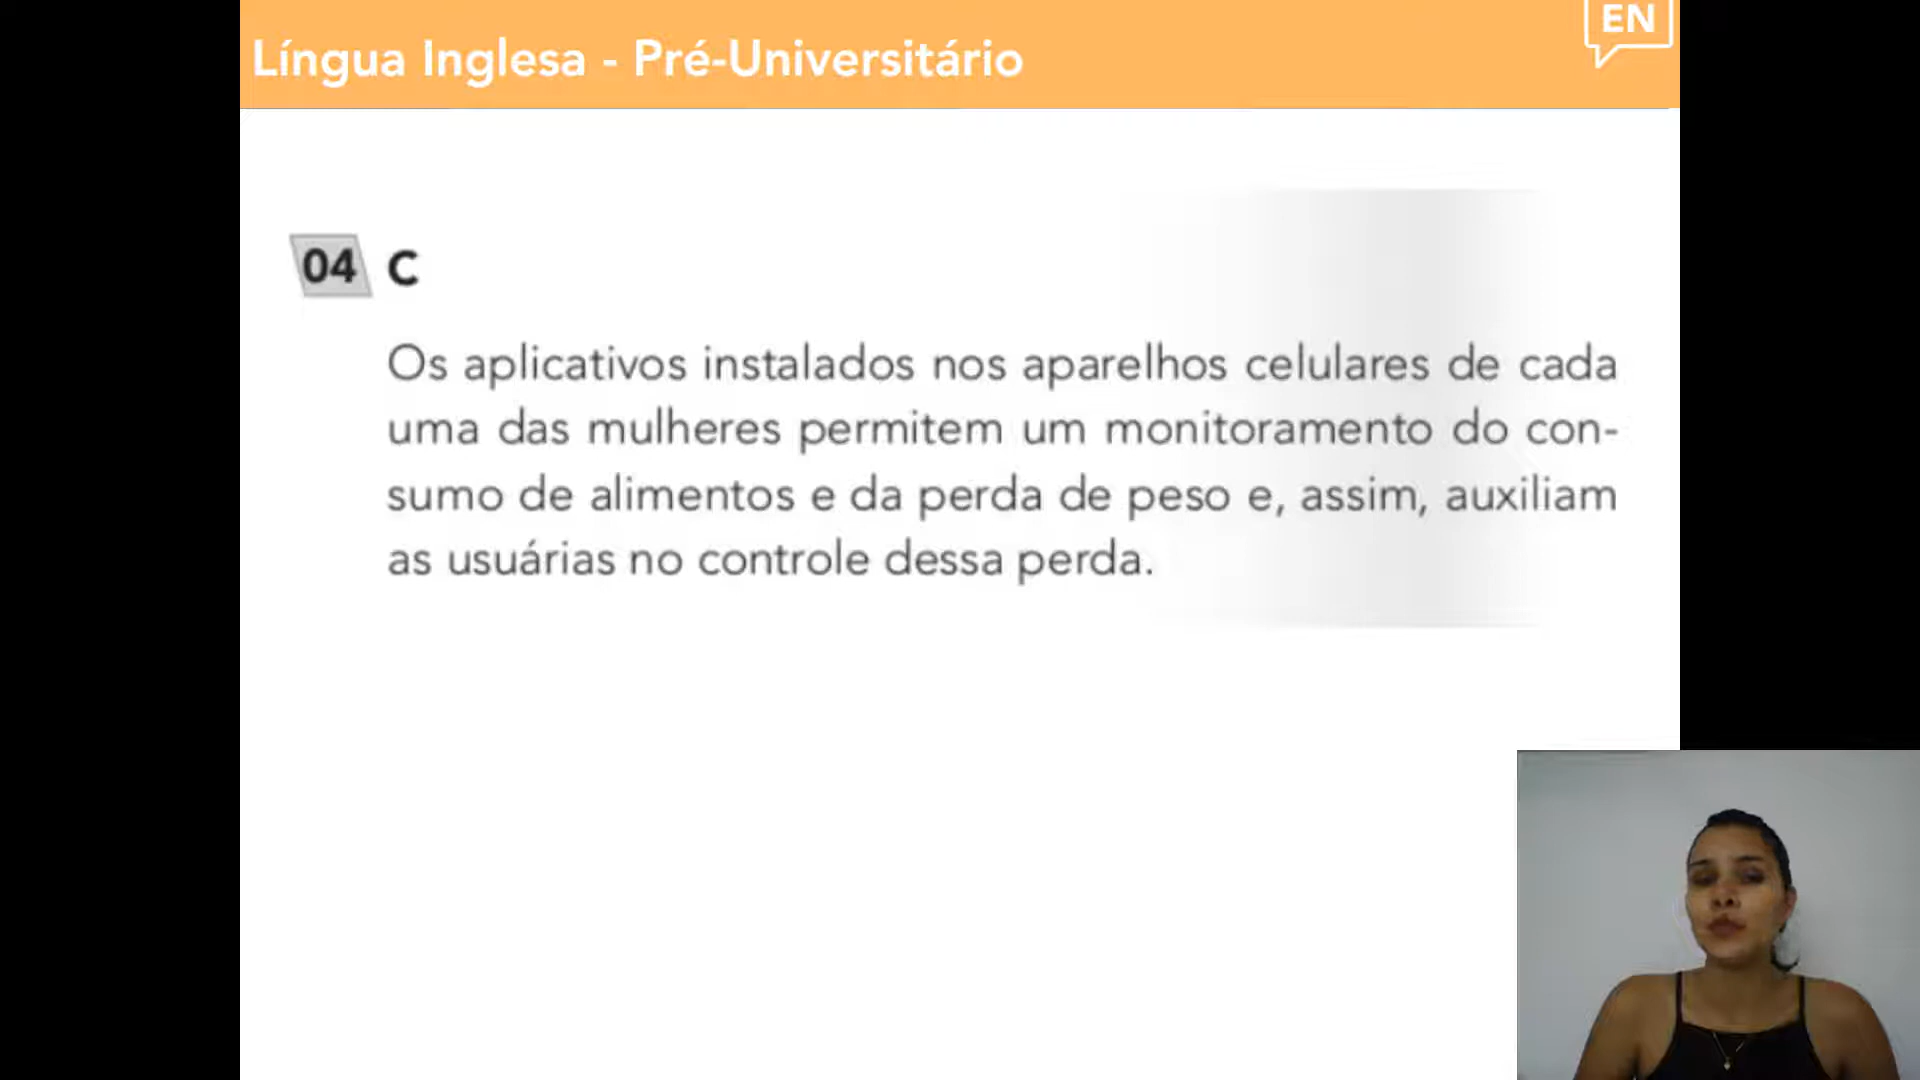 EN
Língua Inglesa - Pré-Universitário
04 C
Os aplicativos instalados nos aparelhos celulares de cada
uma das mulheres permitem um monitoramento do con-
sumo de alimentos e da perda de peso e, assim, auxiliam
as usuárias no controle dessa perda.